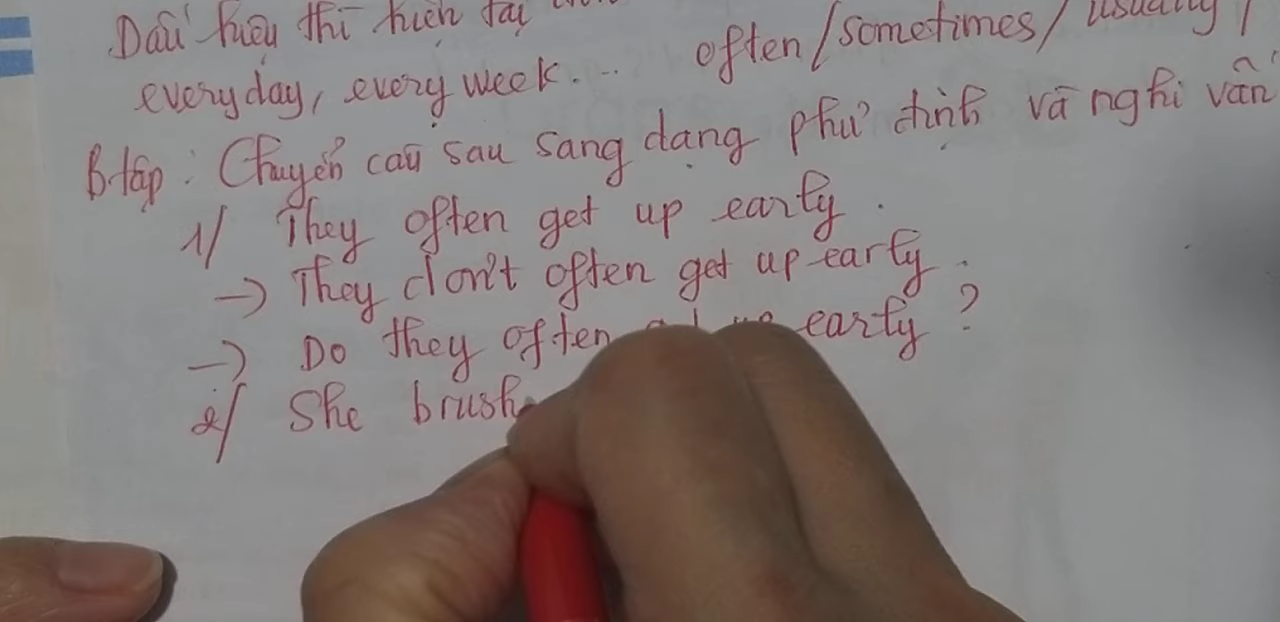 Dấu hiệu thì hiện tại
often/sometimes/usually/
everyday, every week...
B.tập: Chuyển câu sau sang dạng phủ định và nghi vấn
1/ They often get up early.
-> They don't often get up early.
-> Do they often up early?
2/ She brush